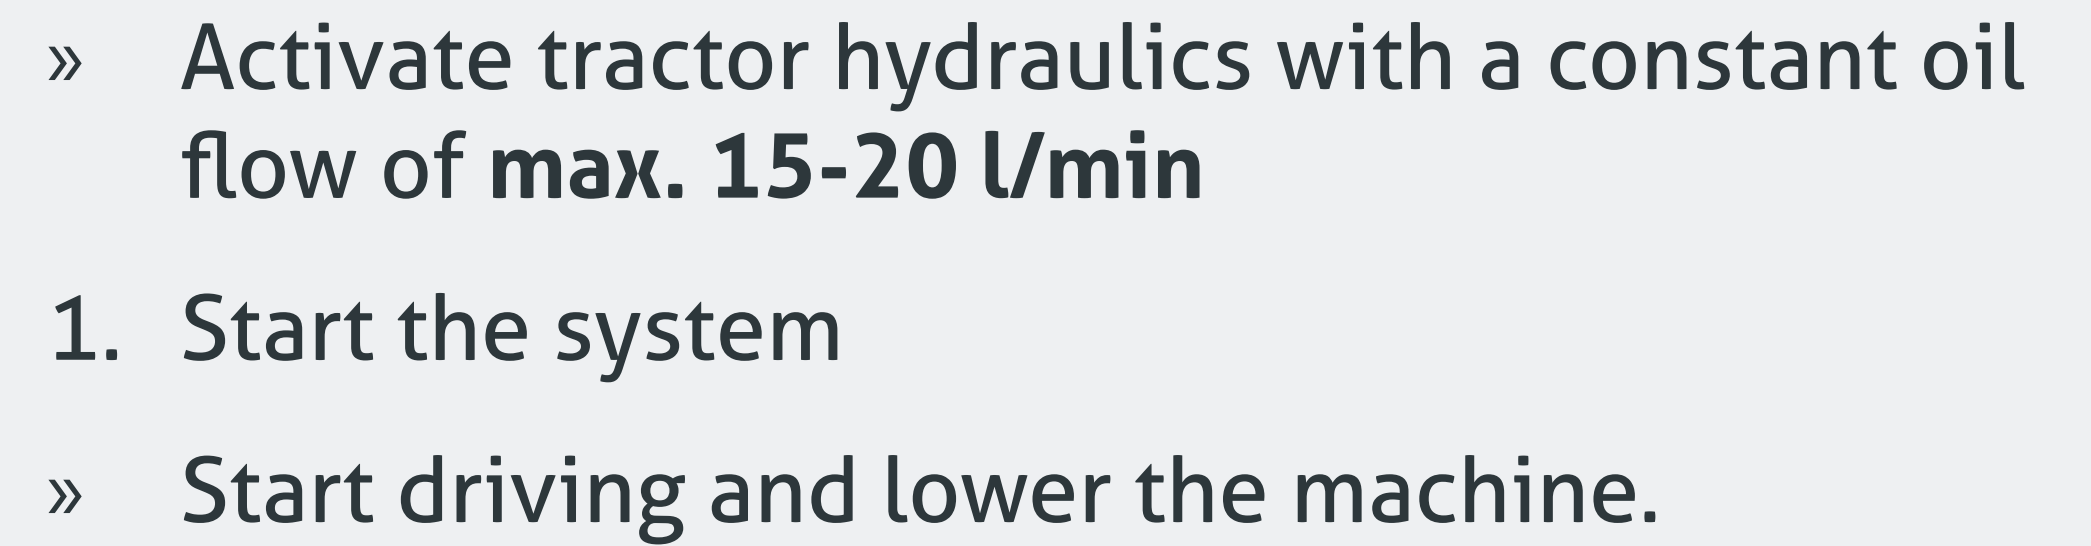 » Activate tractor hydraulics with a constant oil
flow of max. 15-20 l/min
1. Start the system
» Start driving and lower the machine.